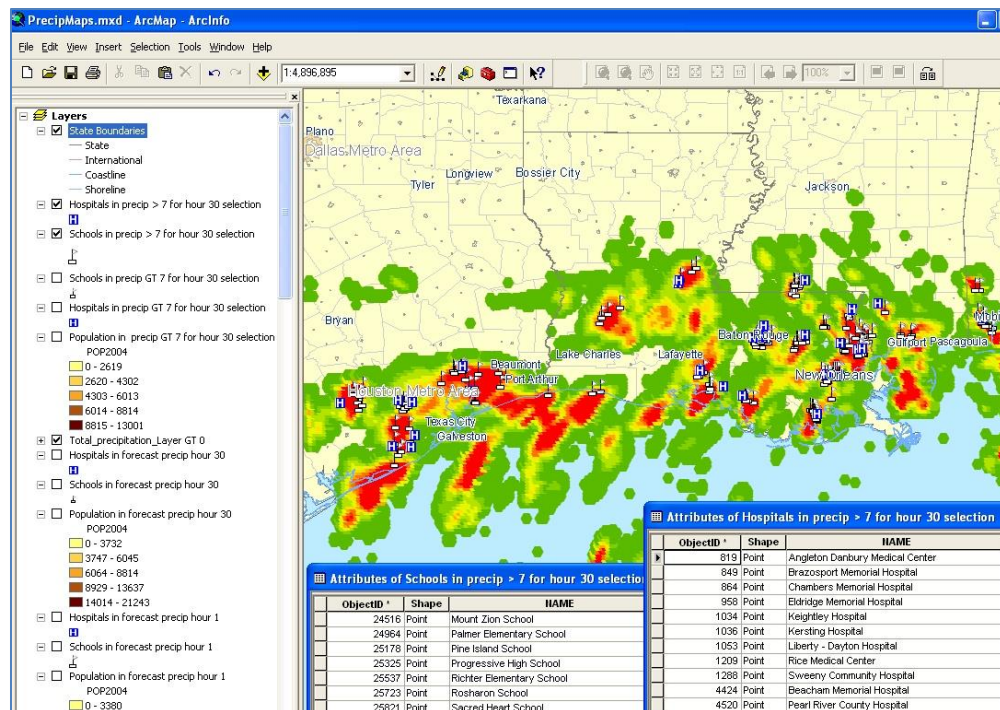 PrecipMaps.mxd - ArcMap - ArcInfo
File Edit View Insert Selection Tools Window Help
1:4,896,895
100%
Layers
State Boundaries
State
International
Coastline
Shoreline
Hospitals in precip > 7 for hour 30 selection
H
Schools in precip > 7 for hour 30 selection
Schools in precip GT 7 for hour 30 selection
Hospitals in precip GT 7 for hour 30 selection
H
Population in precip GT 7 for hour 30 selection
POP2004
0 - 2619
2620 - 4302
4303 - 6013
6014 - 8814
8815 - 13001
Total_precipitation_Layer GT 0
Hospitals in forecast precip hour 30
H
Schools in forecast precip hour 30
Population in forecast precip hour 30
POP2004
0 - 3732
3747 - 6045
6064 - 8814
8929 - 13637
14014 - 21243
Hospitals in forecast precip hour 1
H
Schools in forecast precip hour 1
Population in forecast precip hour 1
POP2004
0 - 3380
Texarkana
Plano
Dallas Metro Area
Longview
Bossier City
Tyler
Jackson
Bryan
Baton Rouge
Mobi
Gulfport Pascagoula
Lake Charles
Lafayette
Beaumont
Port Arthur
New Orleans
Houston Metro Area
Texas City
Galveston
Attributes of Schools in precip > 7 for hour 30 selectio
ObjectID * Shape NAME
24516 Point Mount Zion School
24964 Point Palmer Elementary School
25178 Point Pine Island School
25325 Point Progressive High School
25537 Point Richter Elementary School
25723 Point Rosharon School
25821 Point Sacred Heart School
Attributes of Hospitals in precip > 7 for hour 30 selection
ObjectID * Shape NAME
819 Point Angleton Danbury Medical Center
849 Point Brazosport Memorial Hospital
864 Point Chambers Memorial Hospital
958 Point Eldridge Memorial Hospital
1034 Point Keightley Hospital
1036 Point Kersting Hospital
1053 Point Liberty - Dayton Hospital
1209 Point Rice Medical Center
1288 Point Sweeny Community Hospital
4424 Point Beacham Memorial Hospital
4520 Point Pearl River County Hospital